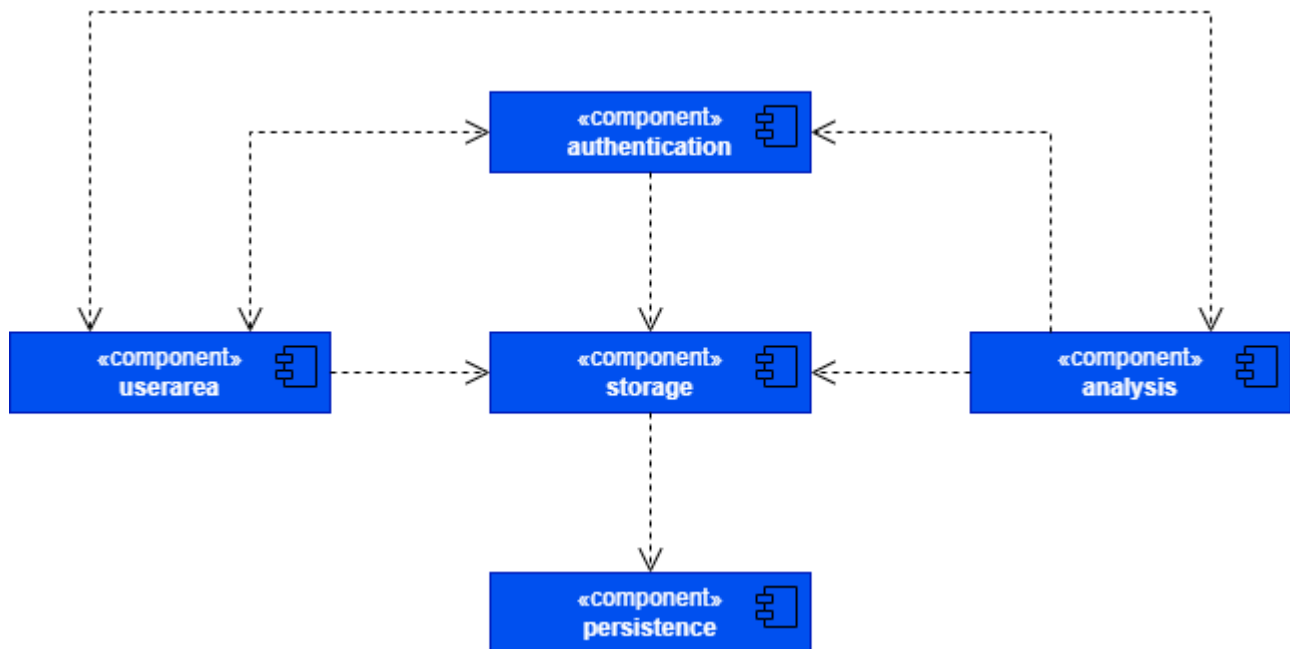 «component»
authentication
«component»
userarea
«component»
storage
«component»
analysis
«component»
persistence